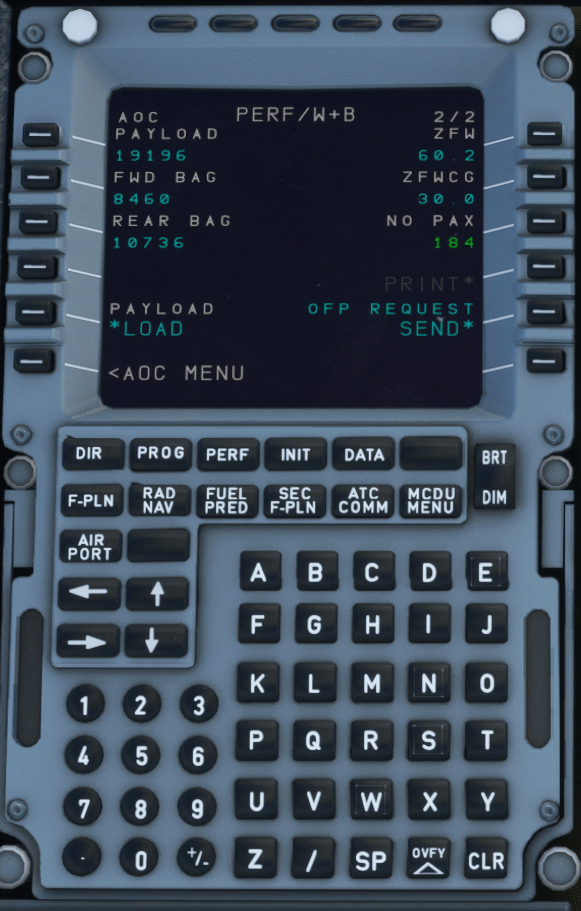 AOC PERF/W+B 2/2
PAYLOAD ZFW
19196 60.2
FWD BAG ZFWCG
8460 30.0
REAR BAG NO PAX
10736 184
PRINT*
PAYLOAD OFP REQUEST
*LOAD SEND*
<AOC MENU
DIR PROG PERF INIT DATA
BRT
DIM
F-PLN RAD NAV FUEL PRED SEC F-PLN ATC COMM MCDU MENU
AIR PORT
← ↑
→ ↓
A B C D E
F G H I J
K L M N O
1 2 3
P Q R S T
4 5 6
U V W X Y
7 8 9
Z / SP OVFY CLR
. 0 +/-